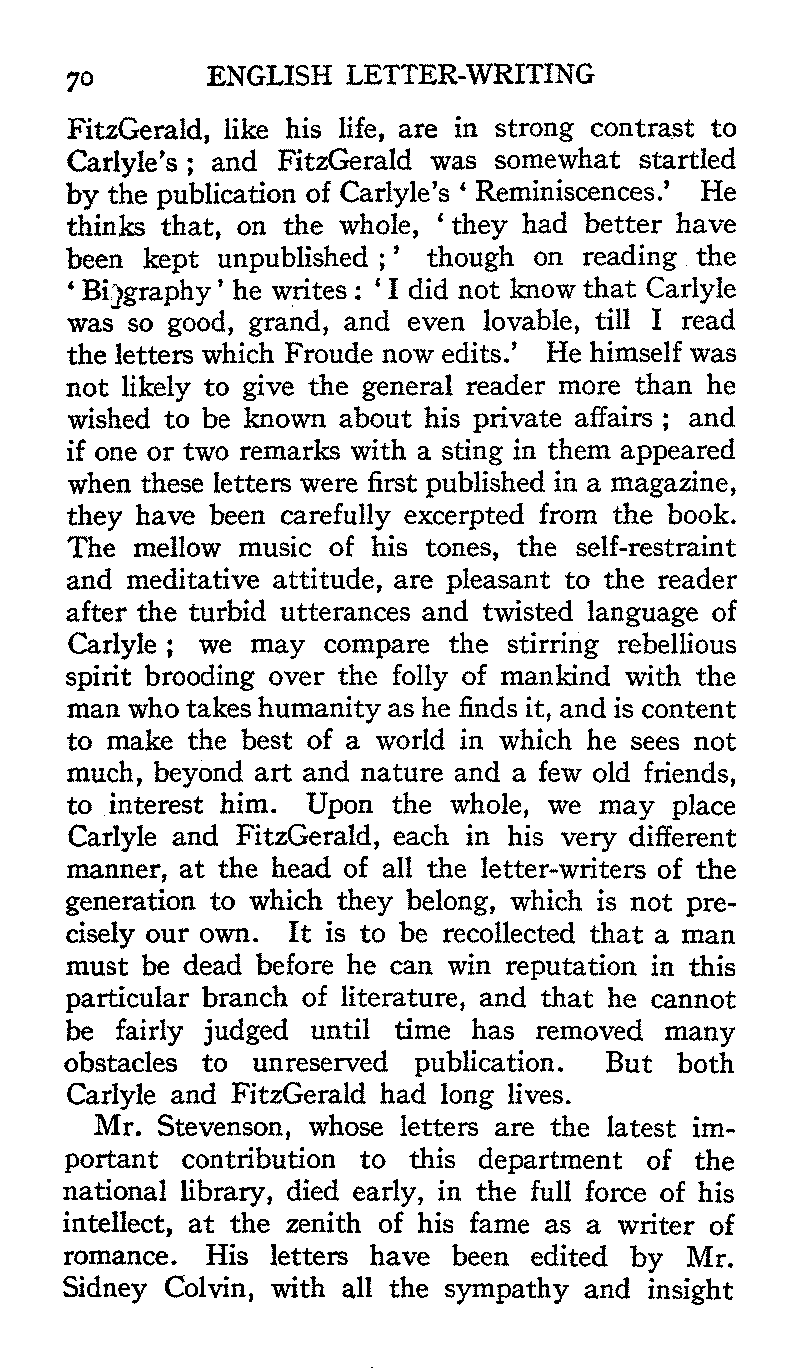 70 ENGLISH LETTER-WRITING
FitzGerald, like his life, are in strong contrast to
Carlyle's ; and FitzGerald was somewhat startled
by the publication of Carlyle's ‘ Reminiscences.’ He
thinks that, on the whole, ‘ they had better have
been kept unpublished ; ’ though on reading the
‘ Biography ’ he writes : ‘ I did not know that Carlyle
was so good, grand, and even lovable, till I read
the letters which Froude now edits.’ He himself was
not likely to give the general reader more than he
wished to be known about his private affairs ; and
if one or two remarks with a sting in them appeared
when these letters were first published in a magazine,
they have been carefully excerpted from the book.
The mellow music of his tones, the self-restraint
and meditative attitude, are pleasant to the reader
after the turbid utterances and twisted language of
Carlyle ; we may compare the stirring rebellious
spirit brooding over the folly of mankind with the
man who takes humanity as he finds it, and is content
to make the best of a world in which he sees not
much, beyond art and nature and a few old friends,
to interest him. Upon the whole, we may place
Carlyle and FitzGerald, each in his very different
manner, at the head of all the letter-writers of the
generation to which they belong, which is not pre-
cisely our own. It is to be recollected that a man
must be dead before he can win reputation in this
particular branch of literature, and that he cannot
be fairly judged until time has removed many
obstacles to unreserved publication. But both
Carlyle and FitzGerald had long lives.
Mr. Stevenson, whose letters are the latest im-
portant contribution to this department of the
national library, died early, in the full force of his
intellect, at the zenith of his fame as a writer of
romance. His letters have been edited by Mr.
Sidney Colvin, with all the sympathy and insight